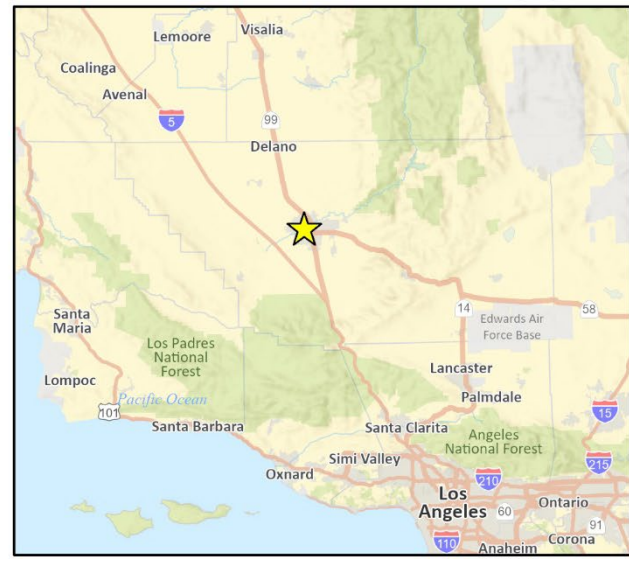 Lemoore
Visalia
Coalinga
Avenal
5
99
Delano
Santa
Maria
14
58
Edwards Air
Force Base
Los Padres
National
Forest
Lompoc
Lancaster
Palmdale
Pacific Ocean
101
15
Santa Barbara
Santa Clarita
Angeles
National Forest
Simi Valley
215
Oxnard
210
Los
Angeles
Ontario
60
91
110
Corona
Anaheim